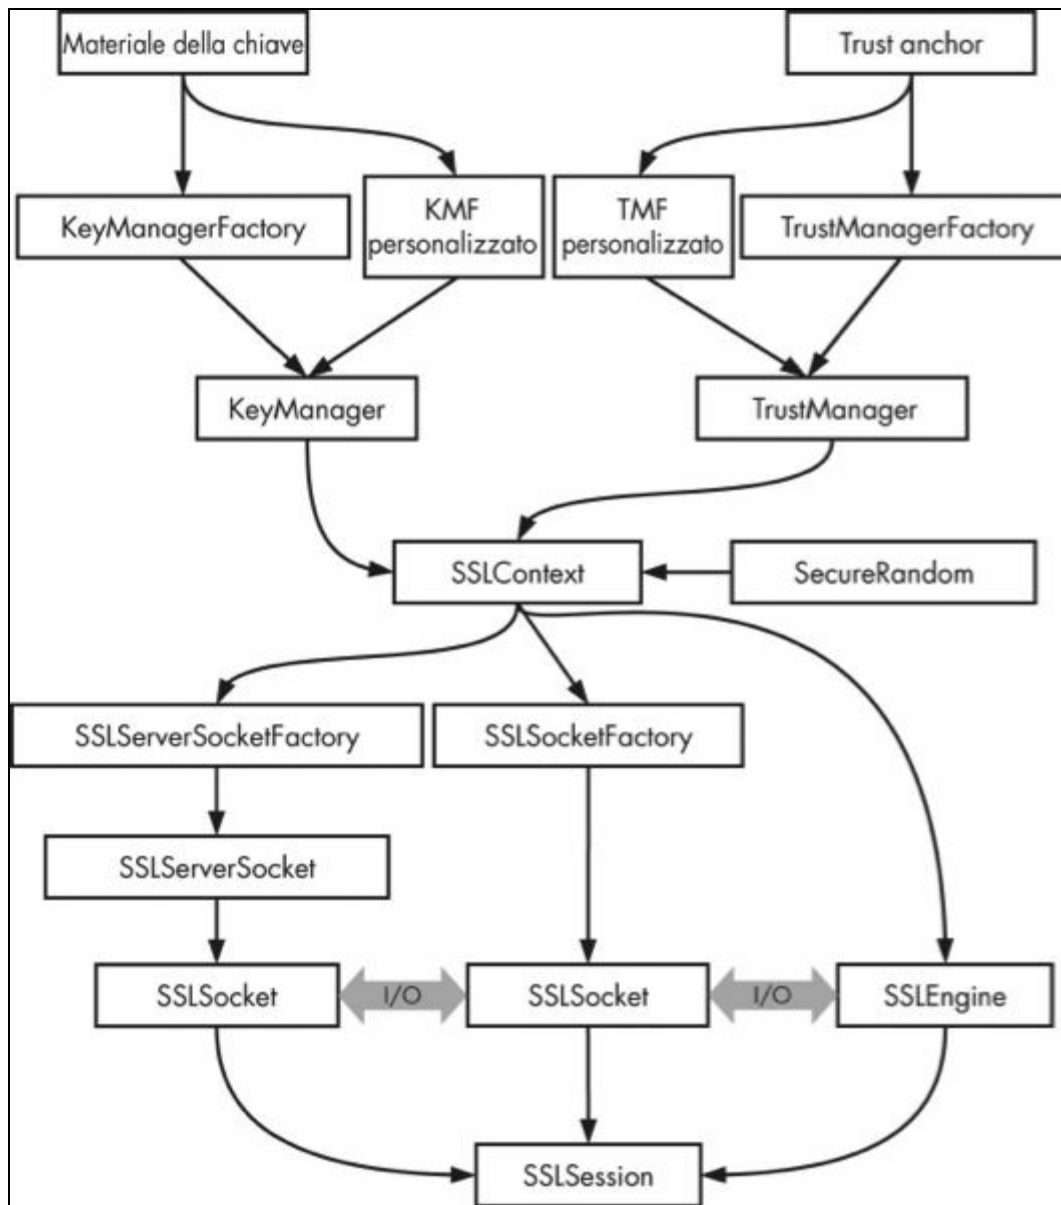 Materiale della chiave
Trust anchor
KeyManagerFactory
KMF
personalizzato
TMF
personalizzato
TrustManagerFactory
KeyManager
TrustManager
SSLContext
SecureRandom
SSLServerSocketFactory
SSLSocketFactory
SSLServerSocket
SSLSocket
I/O
SSLSocket
I/O
SSLEngine
SSLSession